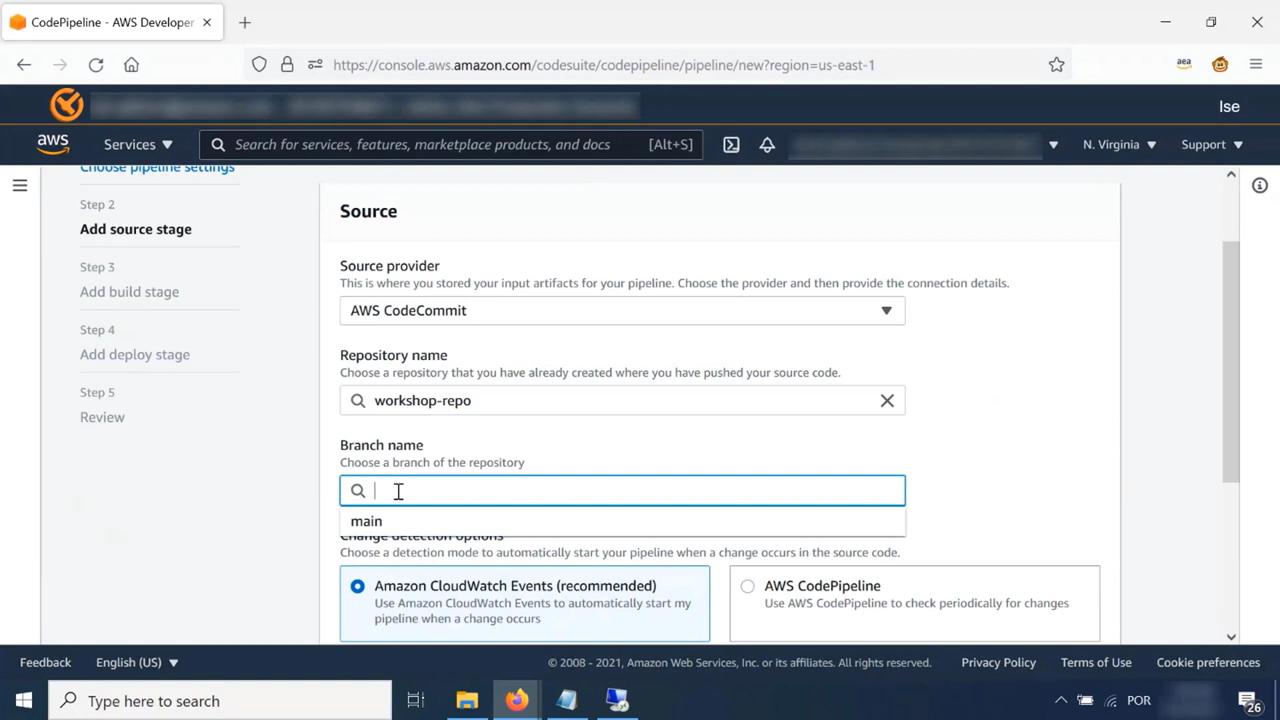 CodePipeline - AWS Developer
https://console.aws.amazon.com/codesuite/codepipeline/pipeline/new?region=us-east-1
aea
Ise
aws
Services
Search for services, features, marketplace products, and docs
[Alt+S]
N. Virginia
Support
Choose pipeline settings
Step 2
Add source stage
Step 3
Add build stage
Step 4
Add deploy stage
Step 5
Review
Source
Source provider
This is where you stored your input artifacts for your pipeline. Choose the provider and then provide the connection details.
AWS CodeCommit
Repository name
Choose a repository that you have already created where you have pushed your source code.
workshop-repo
Branch name
Choose a branch of the repository
main
Change detection options
Choose a detection mode to automatically start your pipeline when a change occurs in the source code.
Amazon CloudWatch Events (recommended)
Use Amazon CloudWatch Events to automatically start my
pipeline when a change occurs
AWS CodePipeline
Use AWS CodePipeline to check periodically for changes
Feedback
English (US)
© 2008 - 2021, Amazon Web Services, Inc. or its affiliates. All rights reserved.
Privacy Policy
Terms of Use
Cookie preferences
Type here to search
POR
26